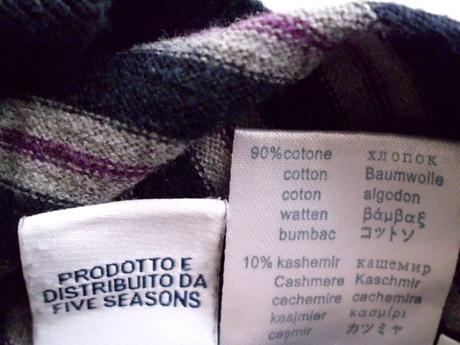 PRODOTTO E
DISTRIBUITO DA
FIVE SEASONS
90%cotone хлопок
cotton Baumwolle
coton algodon
watten βάμβαξ
bumbac コットソ
10% kashemir кашемир
Cashmere Kaschmir
cachemire cachemira
kasjmier κασμίρι
caşmir カツミヤ